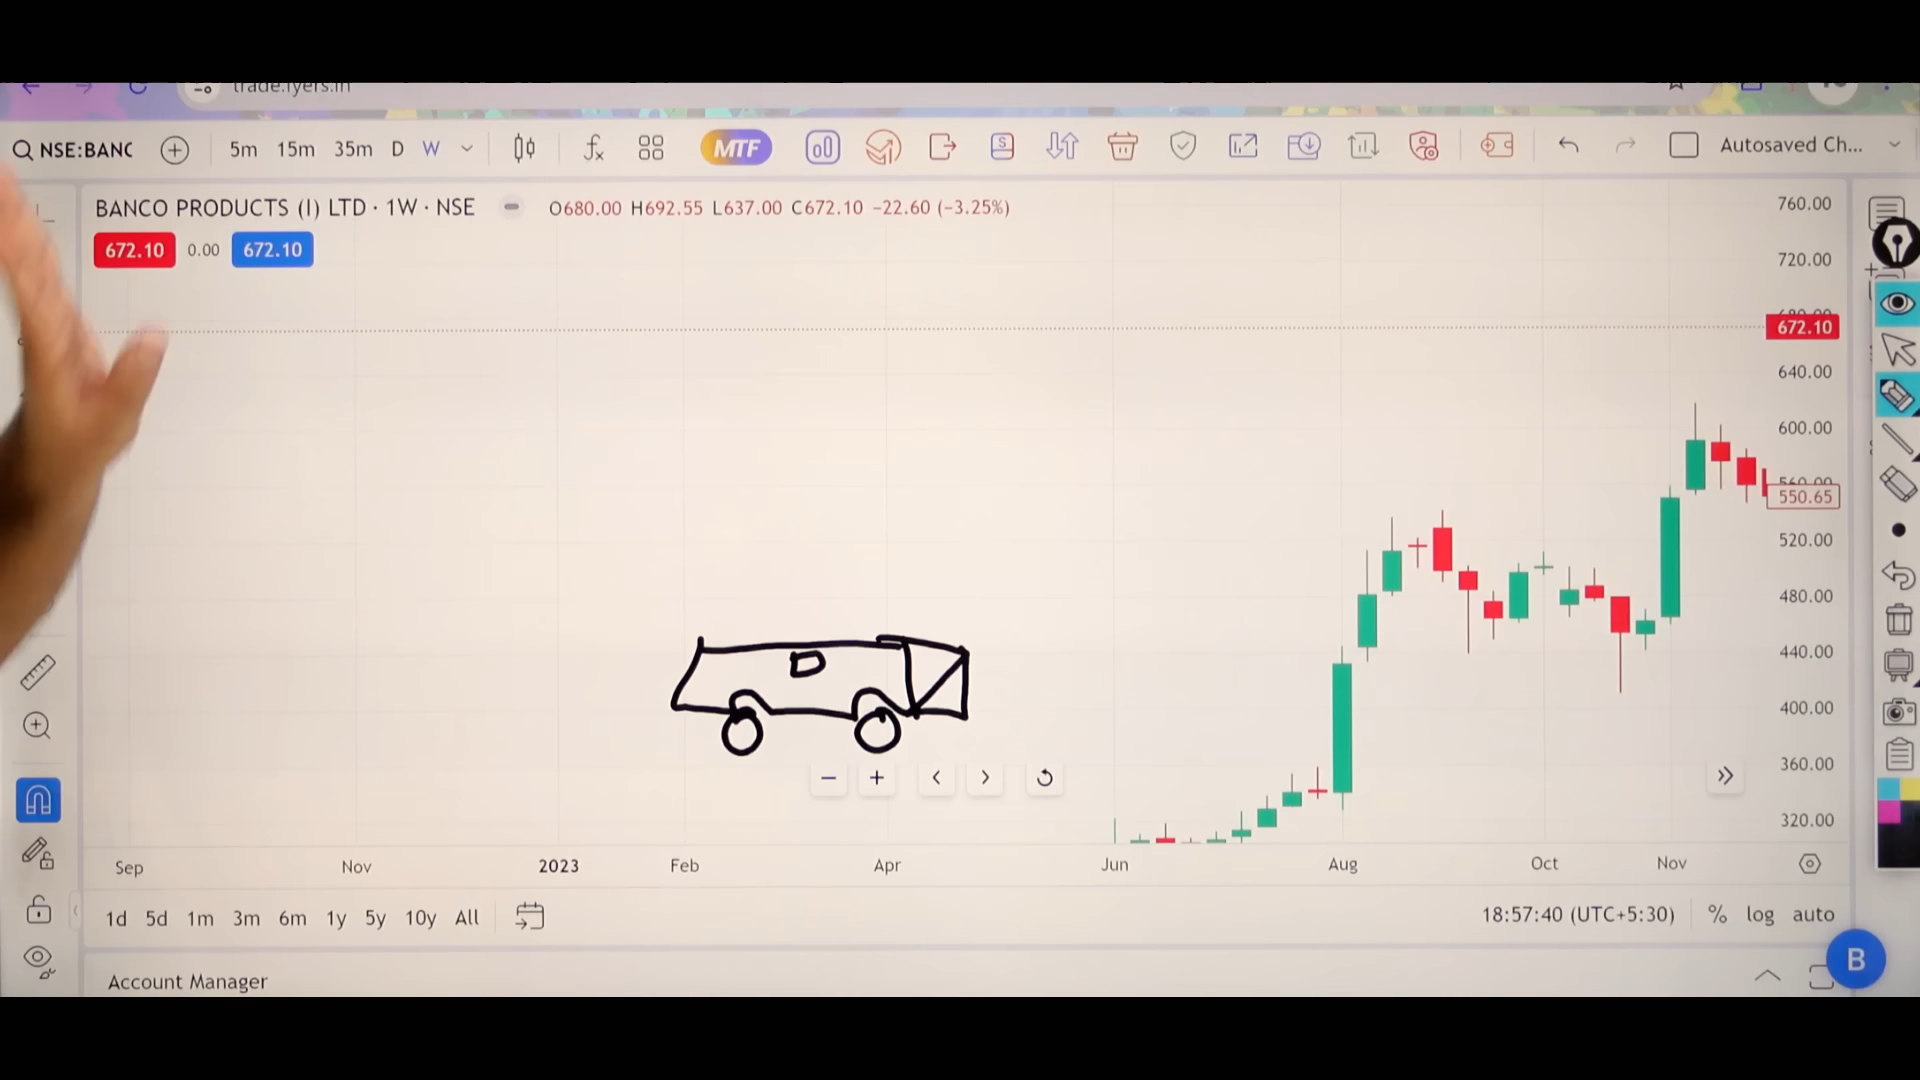 trade.fyers.in
NSE:BANC 5m 15m 35m D W MTF S Autosaved Ch...
BANCO PRODUCTS (I) LTD · 1W · NSE O680.00 H692.55 L637.00 C672.10 −22.60 (−3.25%)
672.10 0.00 672.10
760.00
720.00
672.10
640.00
600.00
550.65
520.00
480.00
440.00
400.00
360.00
320.00
D
Sep Nov 2023 Feb Apr Jun Aug Oct Nov
1d 5d 1m 3m 6m 1y 5y 10y All 18:57:40 (UTC+5:30) % log auto
Account Manager
B